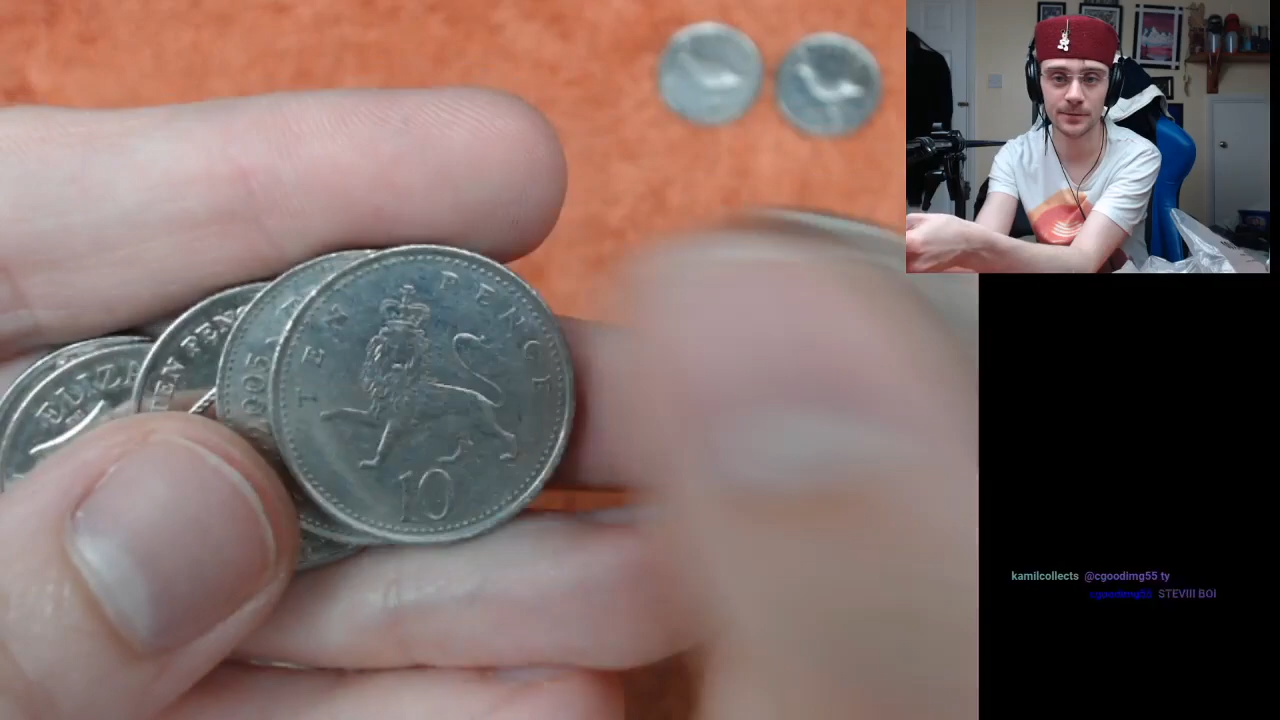 TEN PENCE
10
2005
TEN PEN
ELIZA
kamilcollects @cgoodimg55 ty
cgoodimg55 STEVIII BOI